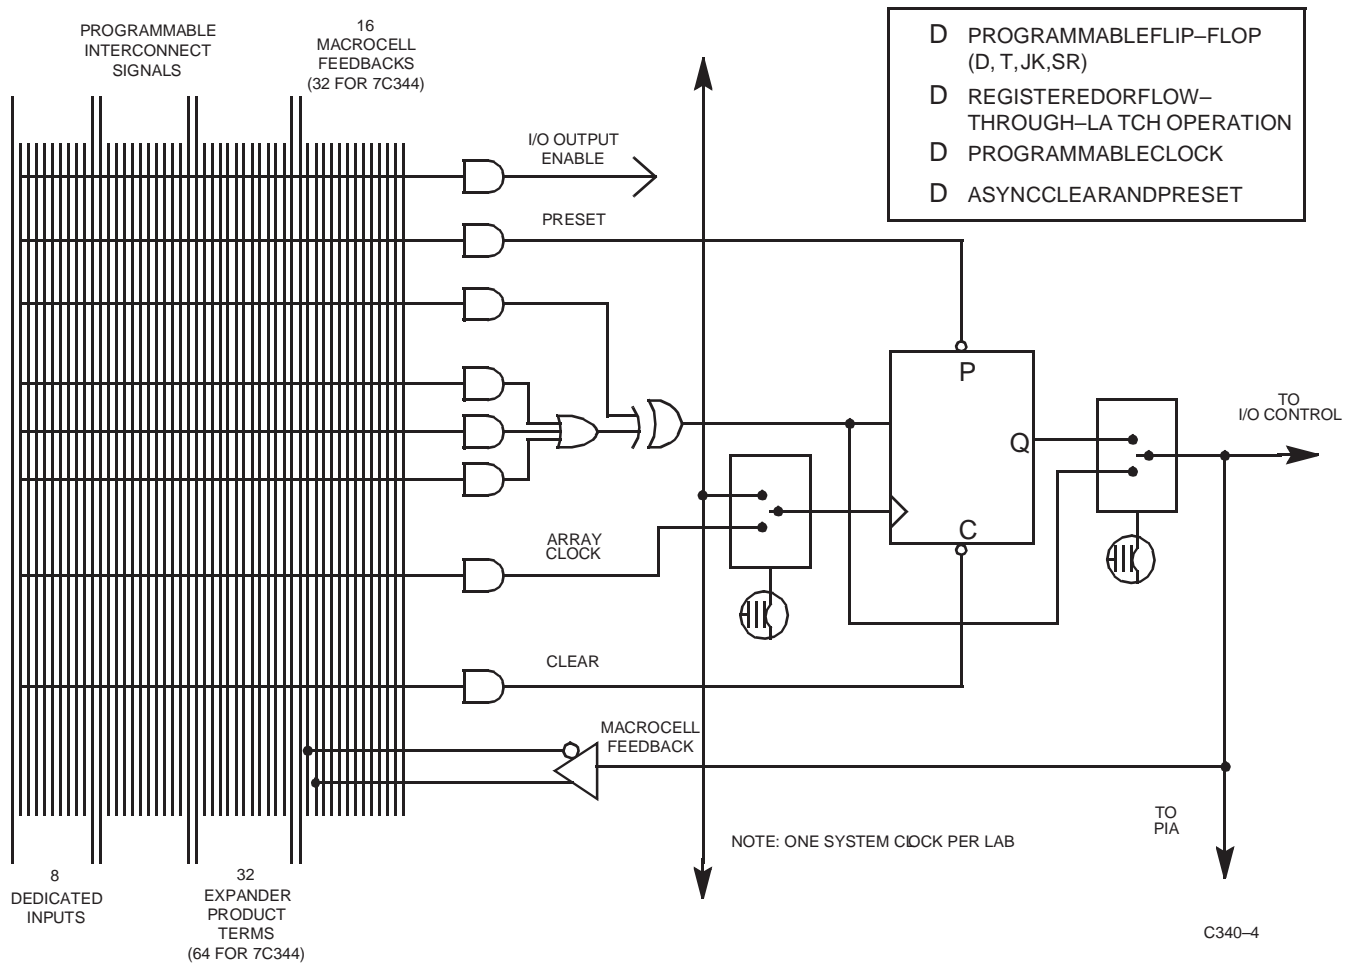 PROGRAMMABLE
INTERCONNECT
SIGNALS
16
MACROCELL
FEEDBACKS
(32 FOR 7C344)
D PROGRAMMABLEFLIP–FLOP
(D, T,JK,SR)
D REGISTEREDORFLOW–
THROUGH–LA TCH OPERATION
D PROGRAMMABLECLOCK
D ASYNCCLEARANDPRESET
I/O OUTPUT
ENABLE
PRESET
P
Q
C
TO
I/O CONTROL
ARRAY
CLOCK
CLEAR
MACROCELL
FEEDBACK
NOTE: ONE SYSTEM CLOCK PER LAB
TO
PIA
8
DEDICATED
INPUTS
32
EXPANDER
PRODUCT
TERMS
(64 FOR 7C344)
C340–4